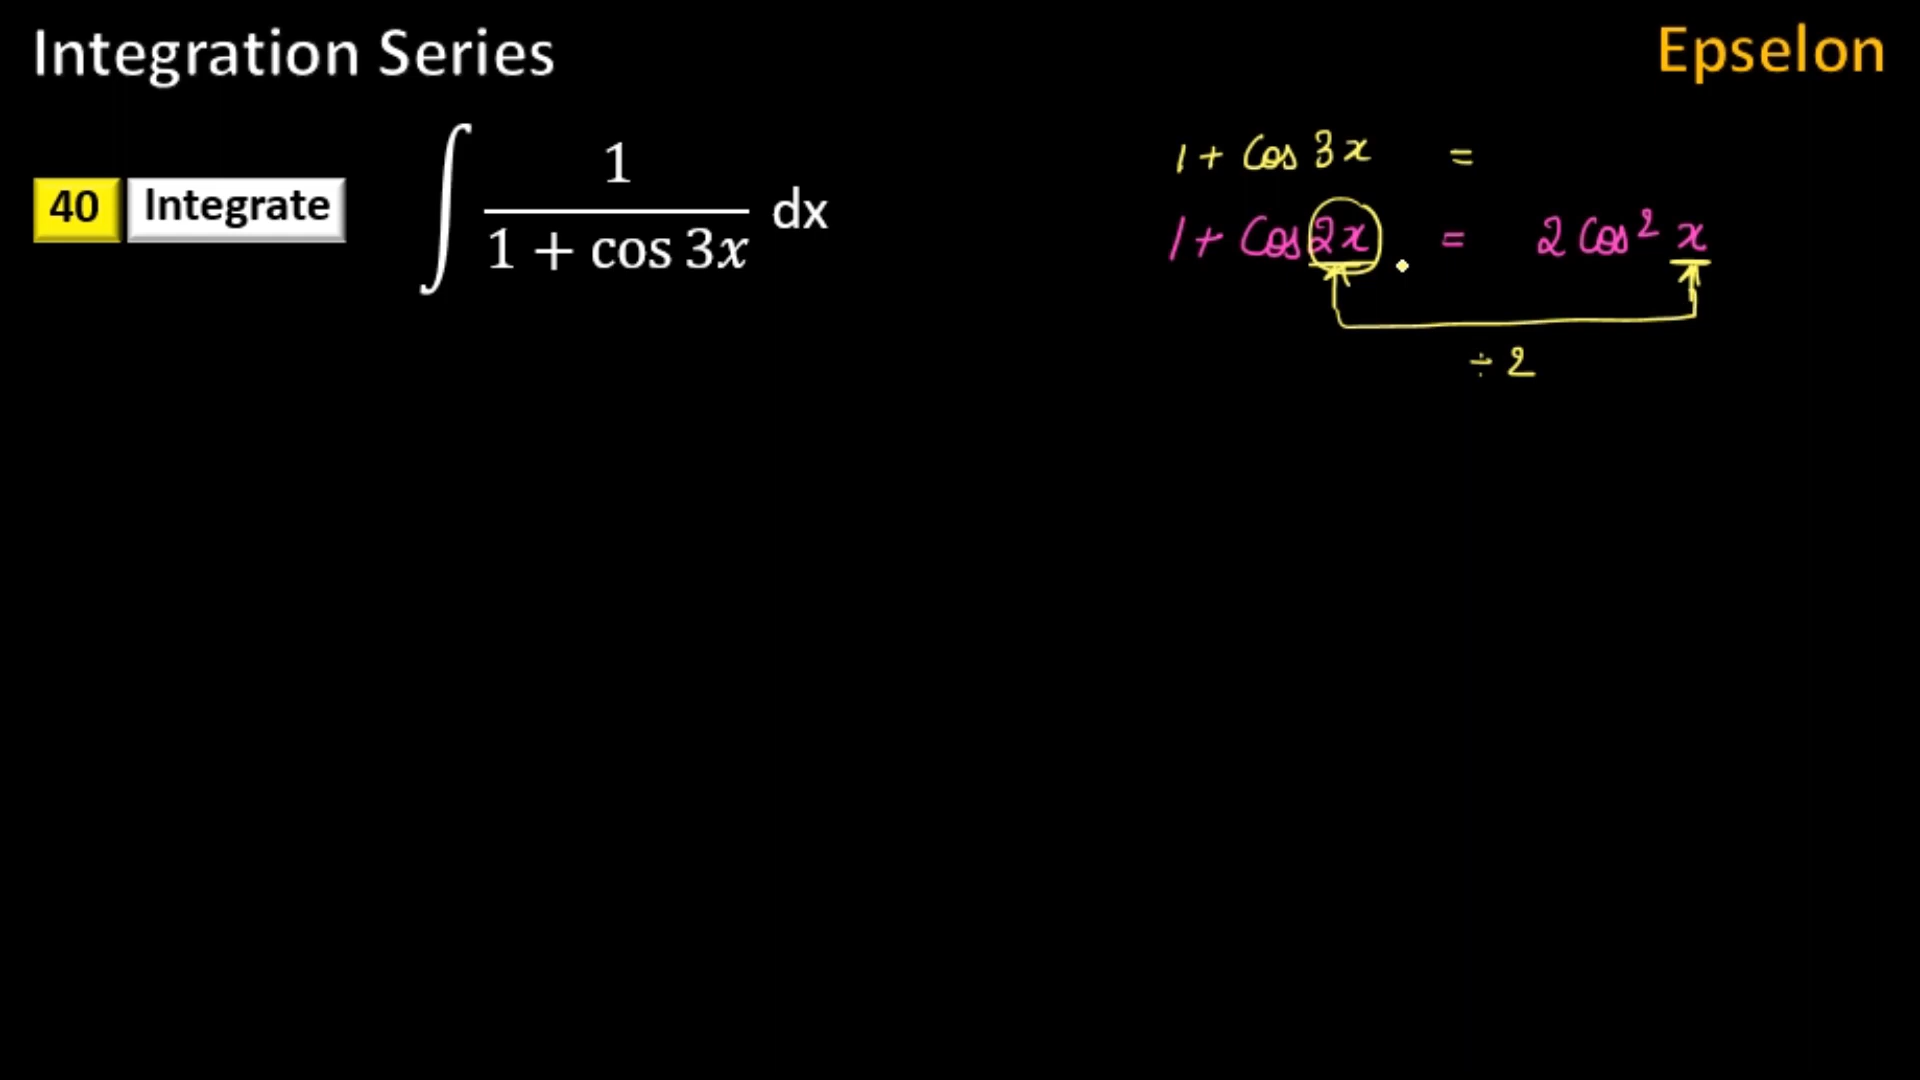 Integration Series
Epselon
40 Integrate ∫ 1/(1 + cos 3x) dx
1 + Cos 3x =
1 + Cos 2x = 2 Cos² x
÷ 2